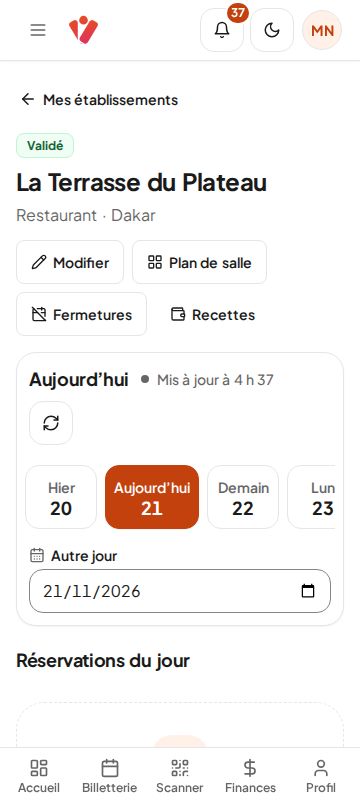 37
MN
Mes établissements
Validé
La Terrasse du Plateau
Restaurant · Dakar
Modifier
Plan de salle
Fermetures
Recettes
Aujourd’hui
Mis à jour à 4 h 37
Hier
20
Aujourd’hui
21
Demain
22
Lun
23
Autre jour
21/11/2026
Réservations du jour
Accueil
Billetterie
Scanner
Finances
Profil